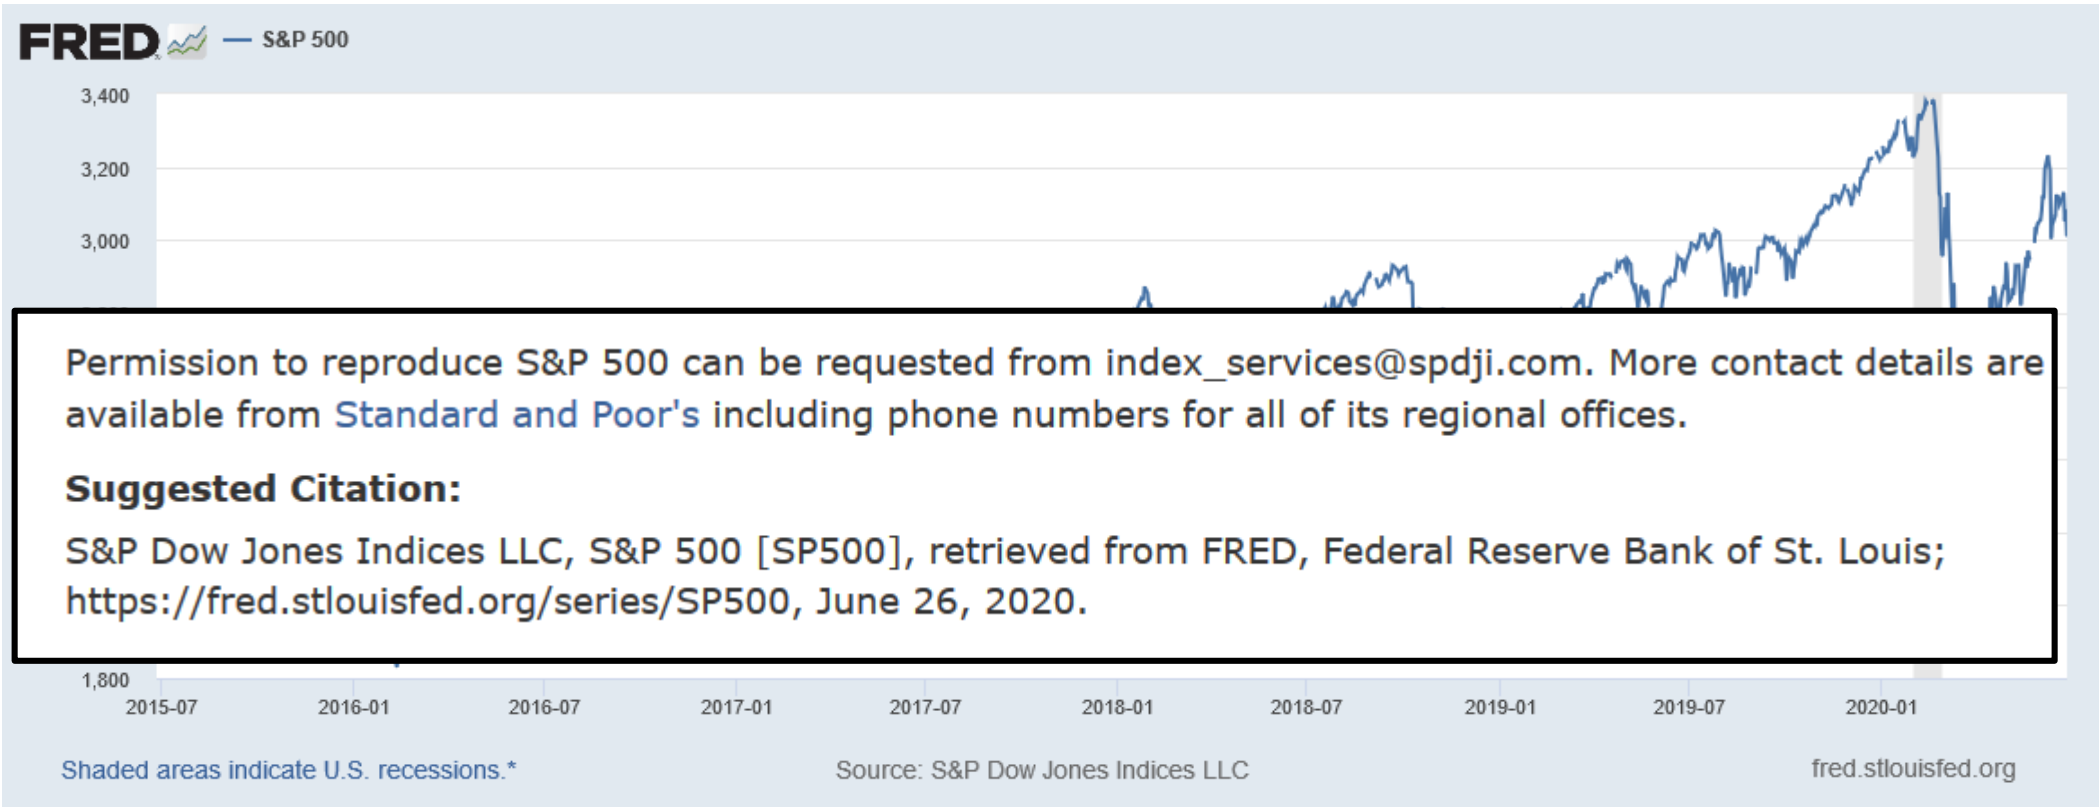 FRED — S&P 500
3,400
3,200
3,000
Permission to reproduce S&P 500 can be requested from index_services@spdji.com. More contact details are
available from Standard and Poor's including phone numbers for all of its regional offices.
Suggested Citation:
S&P Dow Jones Indices LLC, S&P 500 [SP500], retrieved from FRED, Federal Reserve Bank of St. Louis;
https://fred.stlouisfed.org/series/SP500, June 26, 2020.
1,800
2015-07 2016-01 2016-07 2017-01 2017-07 2018-01 2018-07 2019-01 2019-07 2020-01
Shaded areas indicate U.S. recessions.* Source: S&P Dow Jones Indices LLC fred.stlouisfed.org